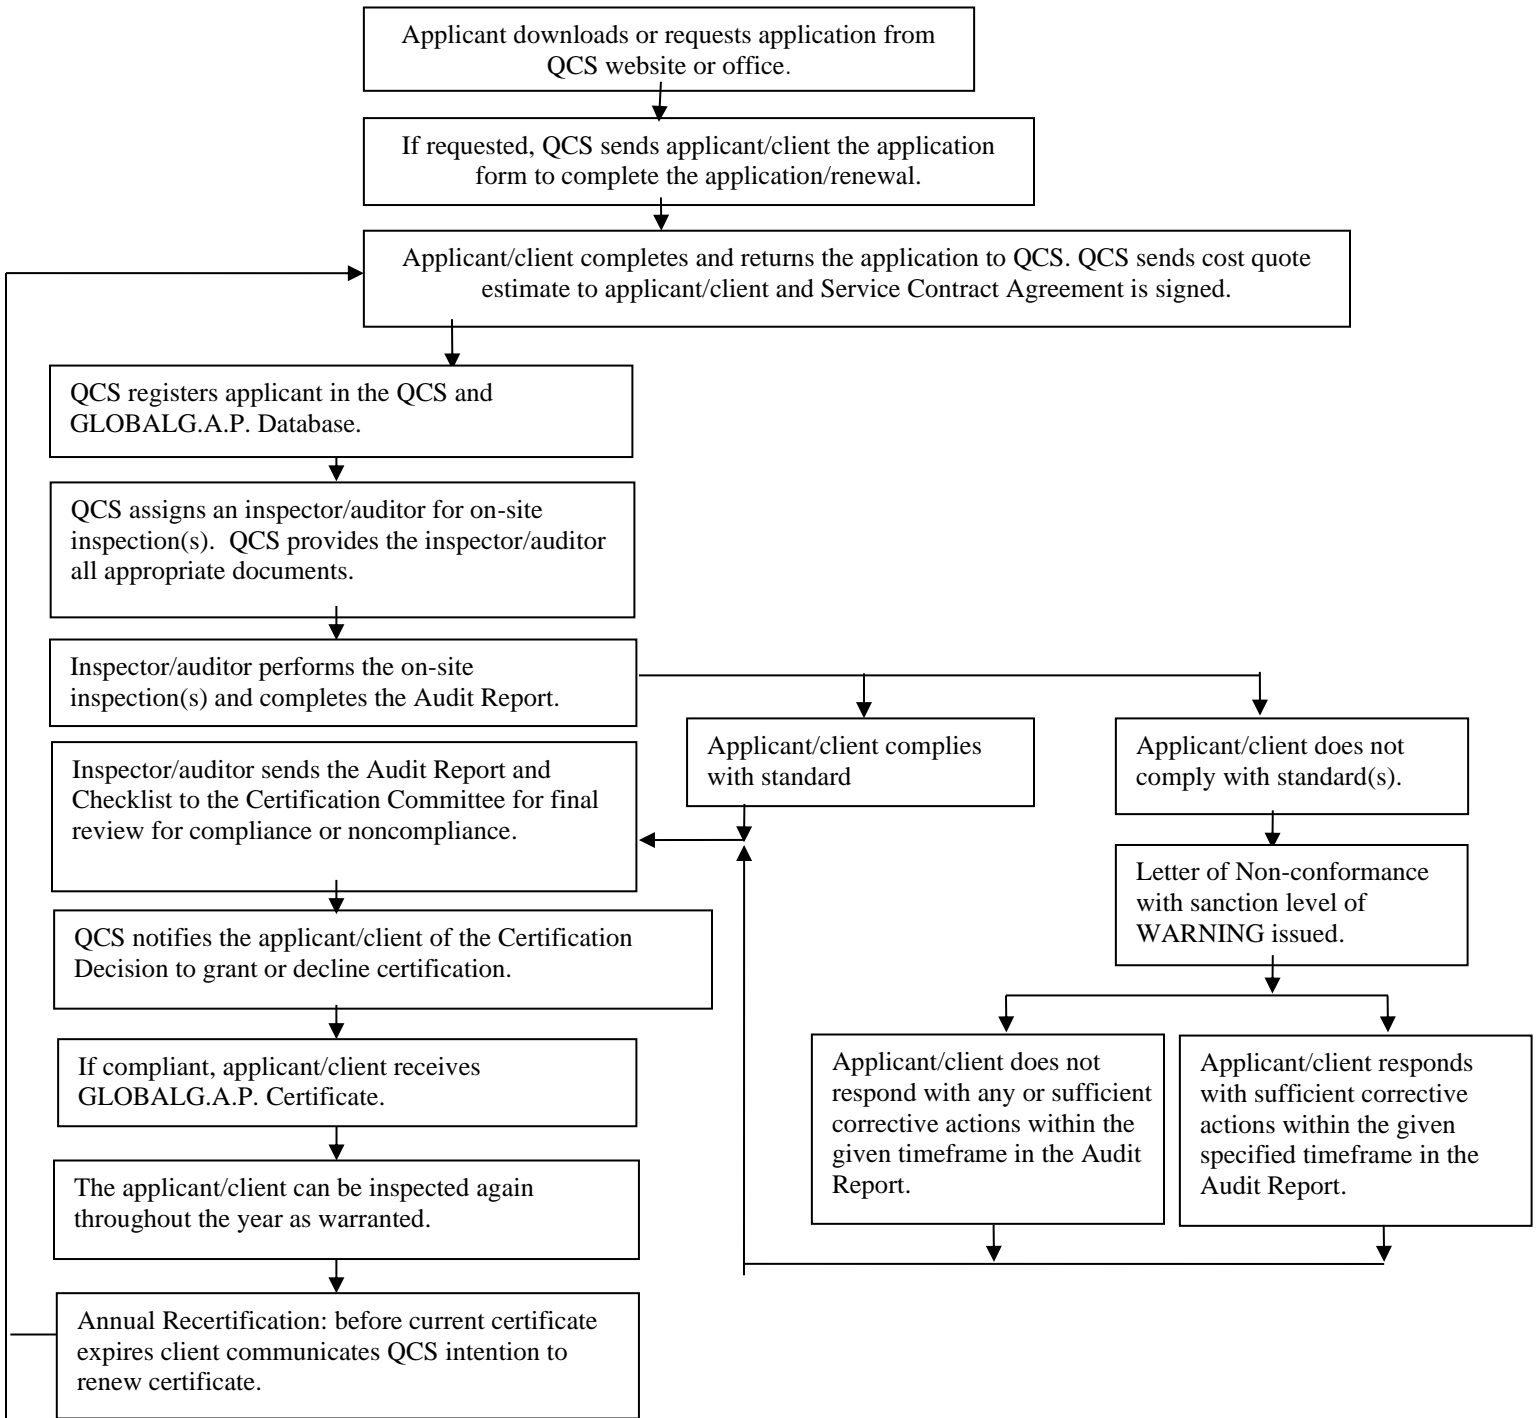 Applicant downloads or requests application from
QCS website or office.
If requested, QCS sends applicant/client the application
form to complete the application/renewal.
Applicant/client completes and returns the application to QCS. QCS sends cost quote
estimate to applicant/client and Service Contract Agreement is signed.
QCS registers applicant in the QCS and
GLOBALG.A.P. Database.
QCS assigns an inspector/auditor for on-site
inspection(s).  QCS provides the inspector/auditor
all appropriate documents.
Inspector/auditor performs the on-site
inspection(s) and completes the Audit Report.
Applicant/client complies
with standard
Applicant/client does not
comply with standard(s).
Inspector/auditor sends the Audit Report and
Checklist to the Certification Committee for final
review for compliance or noncompliance.
Letter of Non-conformance
with sanction level of
WARNING issued.
QCS notifies the applicant/client of the Certification
Decision to grant or decline certification.
If compliant, applicant/client receives
GLOBALG.A.P. Certificate.
Applicant/client does not
respond with any or sufficient
corrective actions within the
given timeframe in the Audit
Report.
Applicant/client responds
with sufficient corrective
actions within the given
specified timeframe in the
Audit Report.
The applicant/client can be inspected again
throughout the year as warranted.
Annual Recertification: before current certificate
expires client communicates QCS intention to
renew certificate.